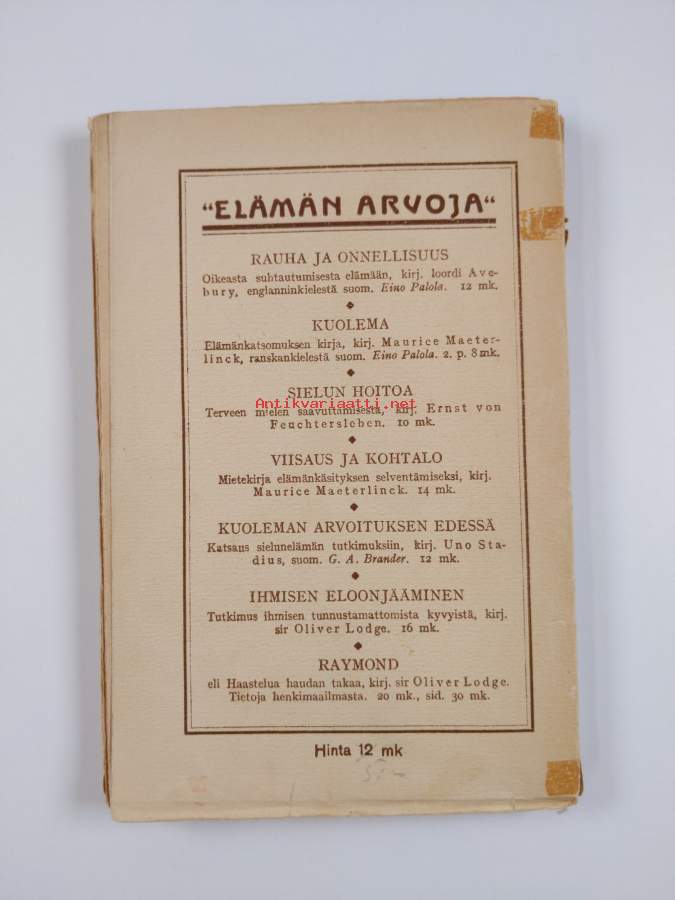 “ELÄMÄN ARVOJA“
RAUHA JA ONNELLISUUS
Oikeasta suhtautumisesta elämään, kirj. loordi Ave-
bury, englanninkielestä suom. Eino Palola. 12 mk.
KUOLEMA
Elämänkatsomuksen kirja, kirj. Maurice Maeter-
linck, ranskankielestä suom. Eino Palola. 2. p. 8 mk.
SIELUN HOITOA
Antikvariaatti.net
Terveen mielen saavuttamisesta, kirj. Ernst von
Feuchtersleben. 10 mk.
VIISAUS JA KOHTALO
Mietekirja elämänkäsityksen selventämiseksi, kirj.
Maurice Maeterlinck. 14 mk.
KUOLEMAN ARVOITUKSEN EDESSÄ
Katsaus sielunelämän tutkimuksiin, kirj. Uno Sta-
dius, suom. G. A. Brander. 12 mk.
IHMISEN ELOONJÄÄMINEN
Tutkimus ihmisen tunnustamattomista kyvyistä, kirj.
sir Oliver Lodge. 16 mk.
RAYMOND
eli Haastelua haudan takaa, kirj. sir Oliver Lodge.
Tietoja henkimaailmasta. 20 mk., sid. 30 mk.
Hinta 12 mk